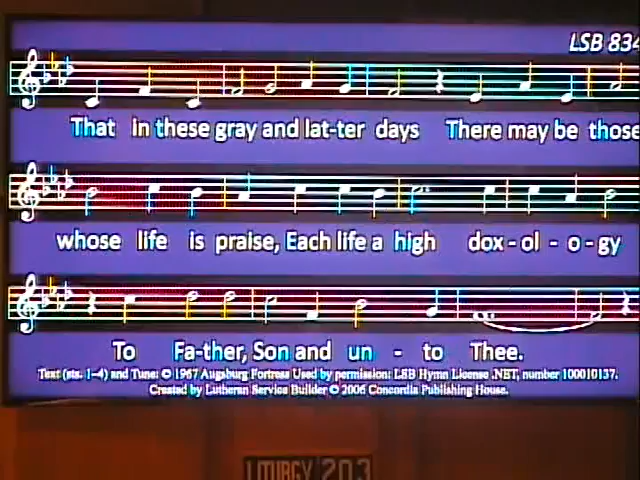 LSB 834
That in these gray and lat-ter days There may be those
whose life is praise, Each life a high dox - ol - o - gy
To Fa-ther, Son and un - to Thee.
Text (sts. 1–4) and Tune: © 1967 Augsburg Fortress Used by permission: LSB Hymn License .NET, number 100010137.
Created by Lutheran Service Builder © 2006 Concordia Publishing House.
LITURGY 203